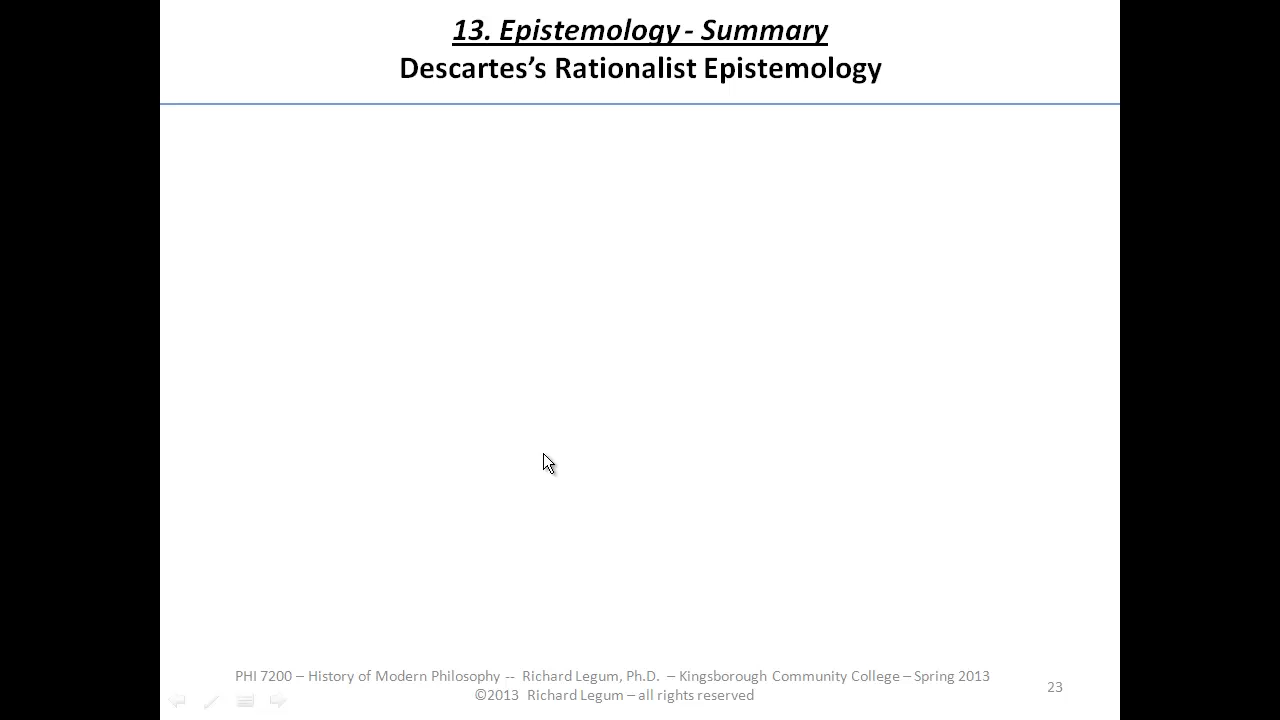 13. Epistemology - Summary
Descartes’s Rationalist Epistemology
PHI 7200 – History of Modern Philosophy -- Richard Legum, Ph.D. – Kingsborough Community College – Spring 2013
©2013 Richard Legum – all rights reserved
23